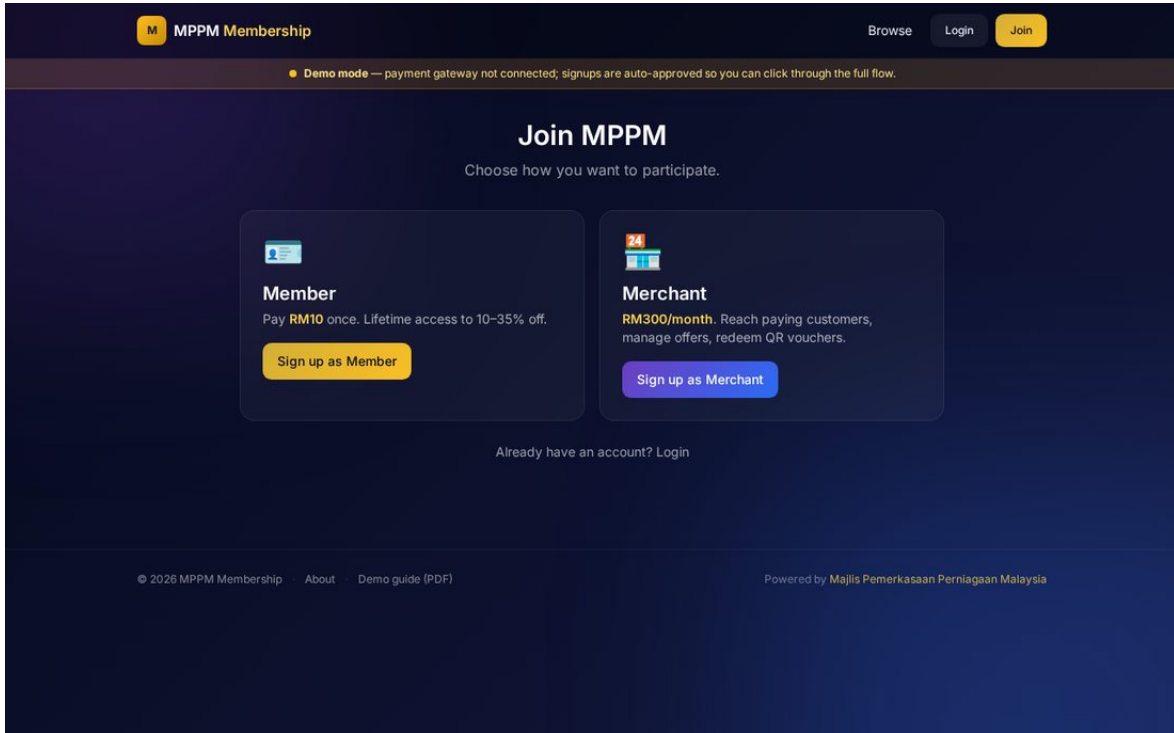 M MPPM Membership Browse Login Join
Demo mode — payment gateway not connected; signups are auto-approved so you can click through the full flow.
Join MPPM
Choose how you want to participate.
Member
Pay RM10 once. Lifetime access to 10–35% off.
Sign up as Member
24
Merchant
RM300/month. Reach paying customers,
manage offers, redeem QR vouchers.
Sign up as Merchant
Already have an account? Login
© 2026 MPPM Membership · About · Demo guide (PDF) Powered by Majlis Pemerkasaan Perniagaan Malaysia